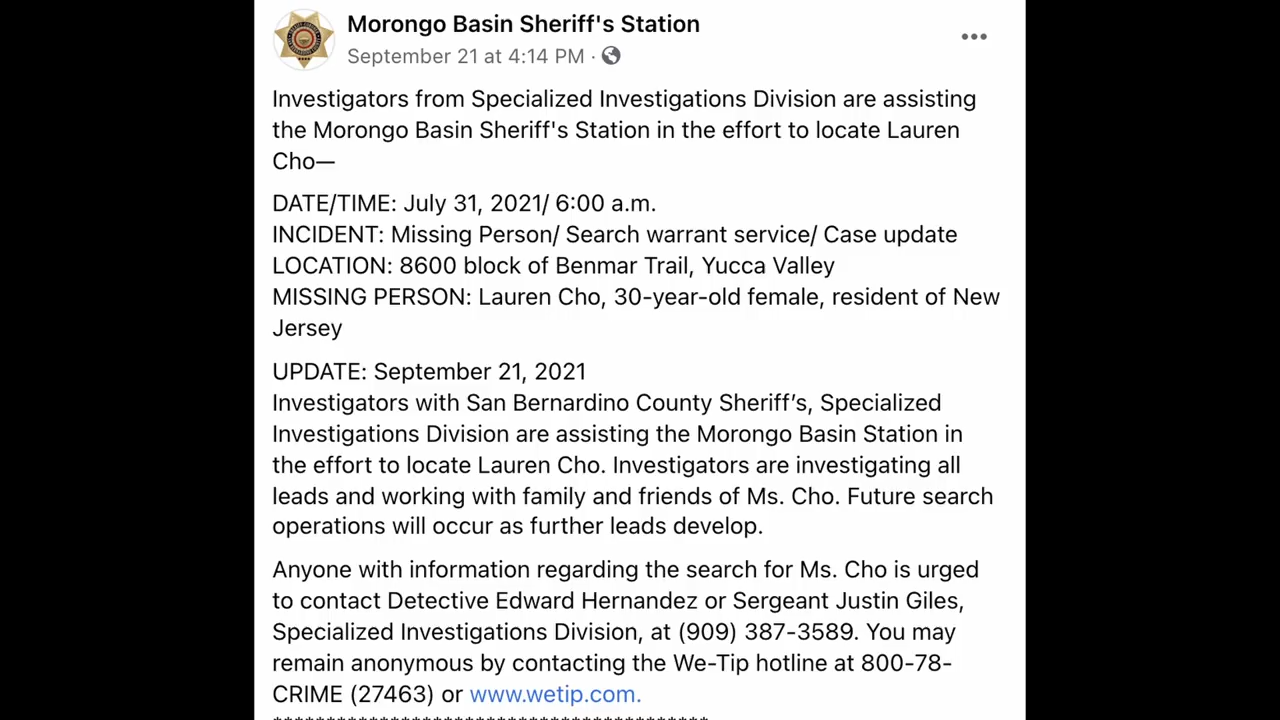 Morongo Basin Sheriff's Station
September 21 at 4:14 PM ·
Investigators from Specialized Investigations Division are assisting
the Morongo Basin Sheriff's Station in the effort to locate Lauren
Cho—
DATE/TIME: July 31, 2021/ 6:00 a.m.
INCIDENT: Missing Person/ Search warrant service/ Case update
LOCATION: 8600 block of Benmar Trail, Yucca Valley
MISSING PERSON: Lauren Cho, 30-year-old female, resident of New
Jersey
UPDATE: September 21, 2021
Investigators with San Bernardino County Sheriff’s, Specialized
Investigations Division are assisting the Morongo Basin Station in
the effort to locate Lauren Cho. Investigators are investigating all
leads and working with family and friends of Ms. Cho. Future search
operations will occur as further leads develop.
Anyone with information regarding the search for Ms. Cho is urged
to contact Detective Edward Hernandez or Sergeant Justin Giles,
Specialized Investigations Division, at (909) 387-3589. You may
remain anonymous by contacting the We-Tip hotline at 800-78-
CRIME (27463) or www.wetip.com.